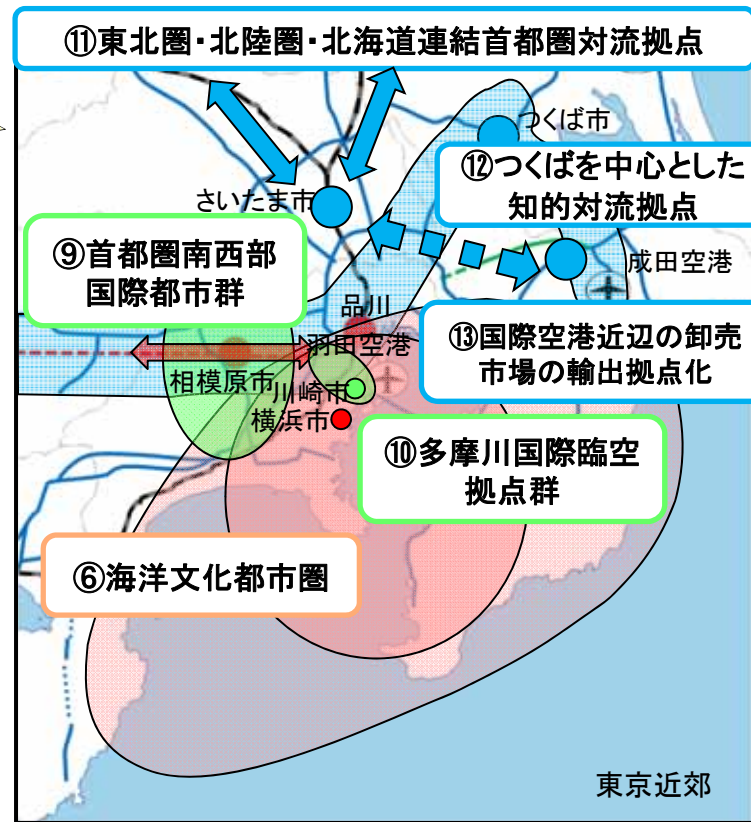 ⑪東北圏・北陸圏・北海道連結首都圏対流拠点
つくば市
⑫つくばを中心とした
知的対流拠点
さいたま市
⑨首都圏南西部
国際都市群
成田空港
品川
羽田空港
⑬国際空港近辺の卸売
市場の輸出拠点化
相模原市
川崎市
横浜市
⑩多摩川国際臨空
拠点群
⑥海洋文化都市圏
東京近郊